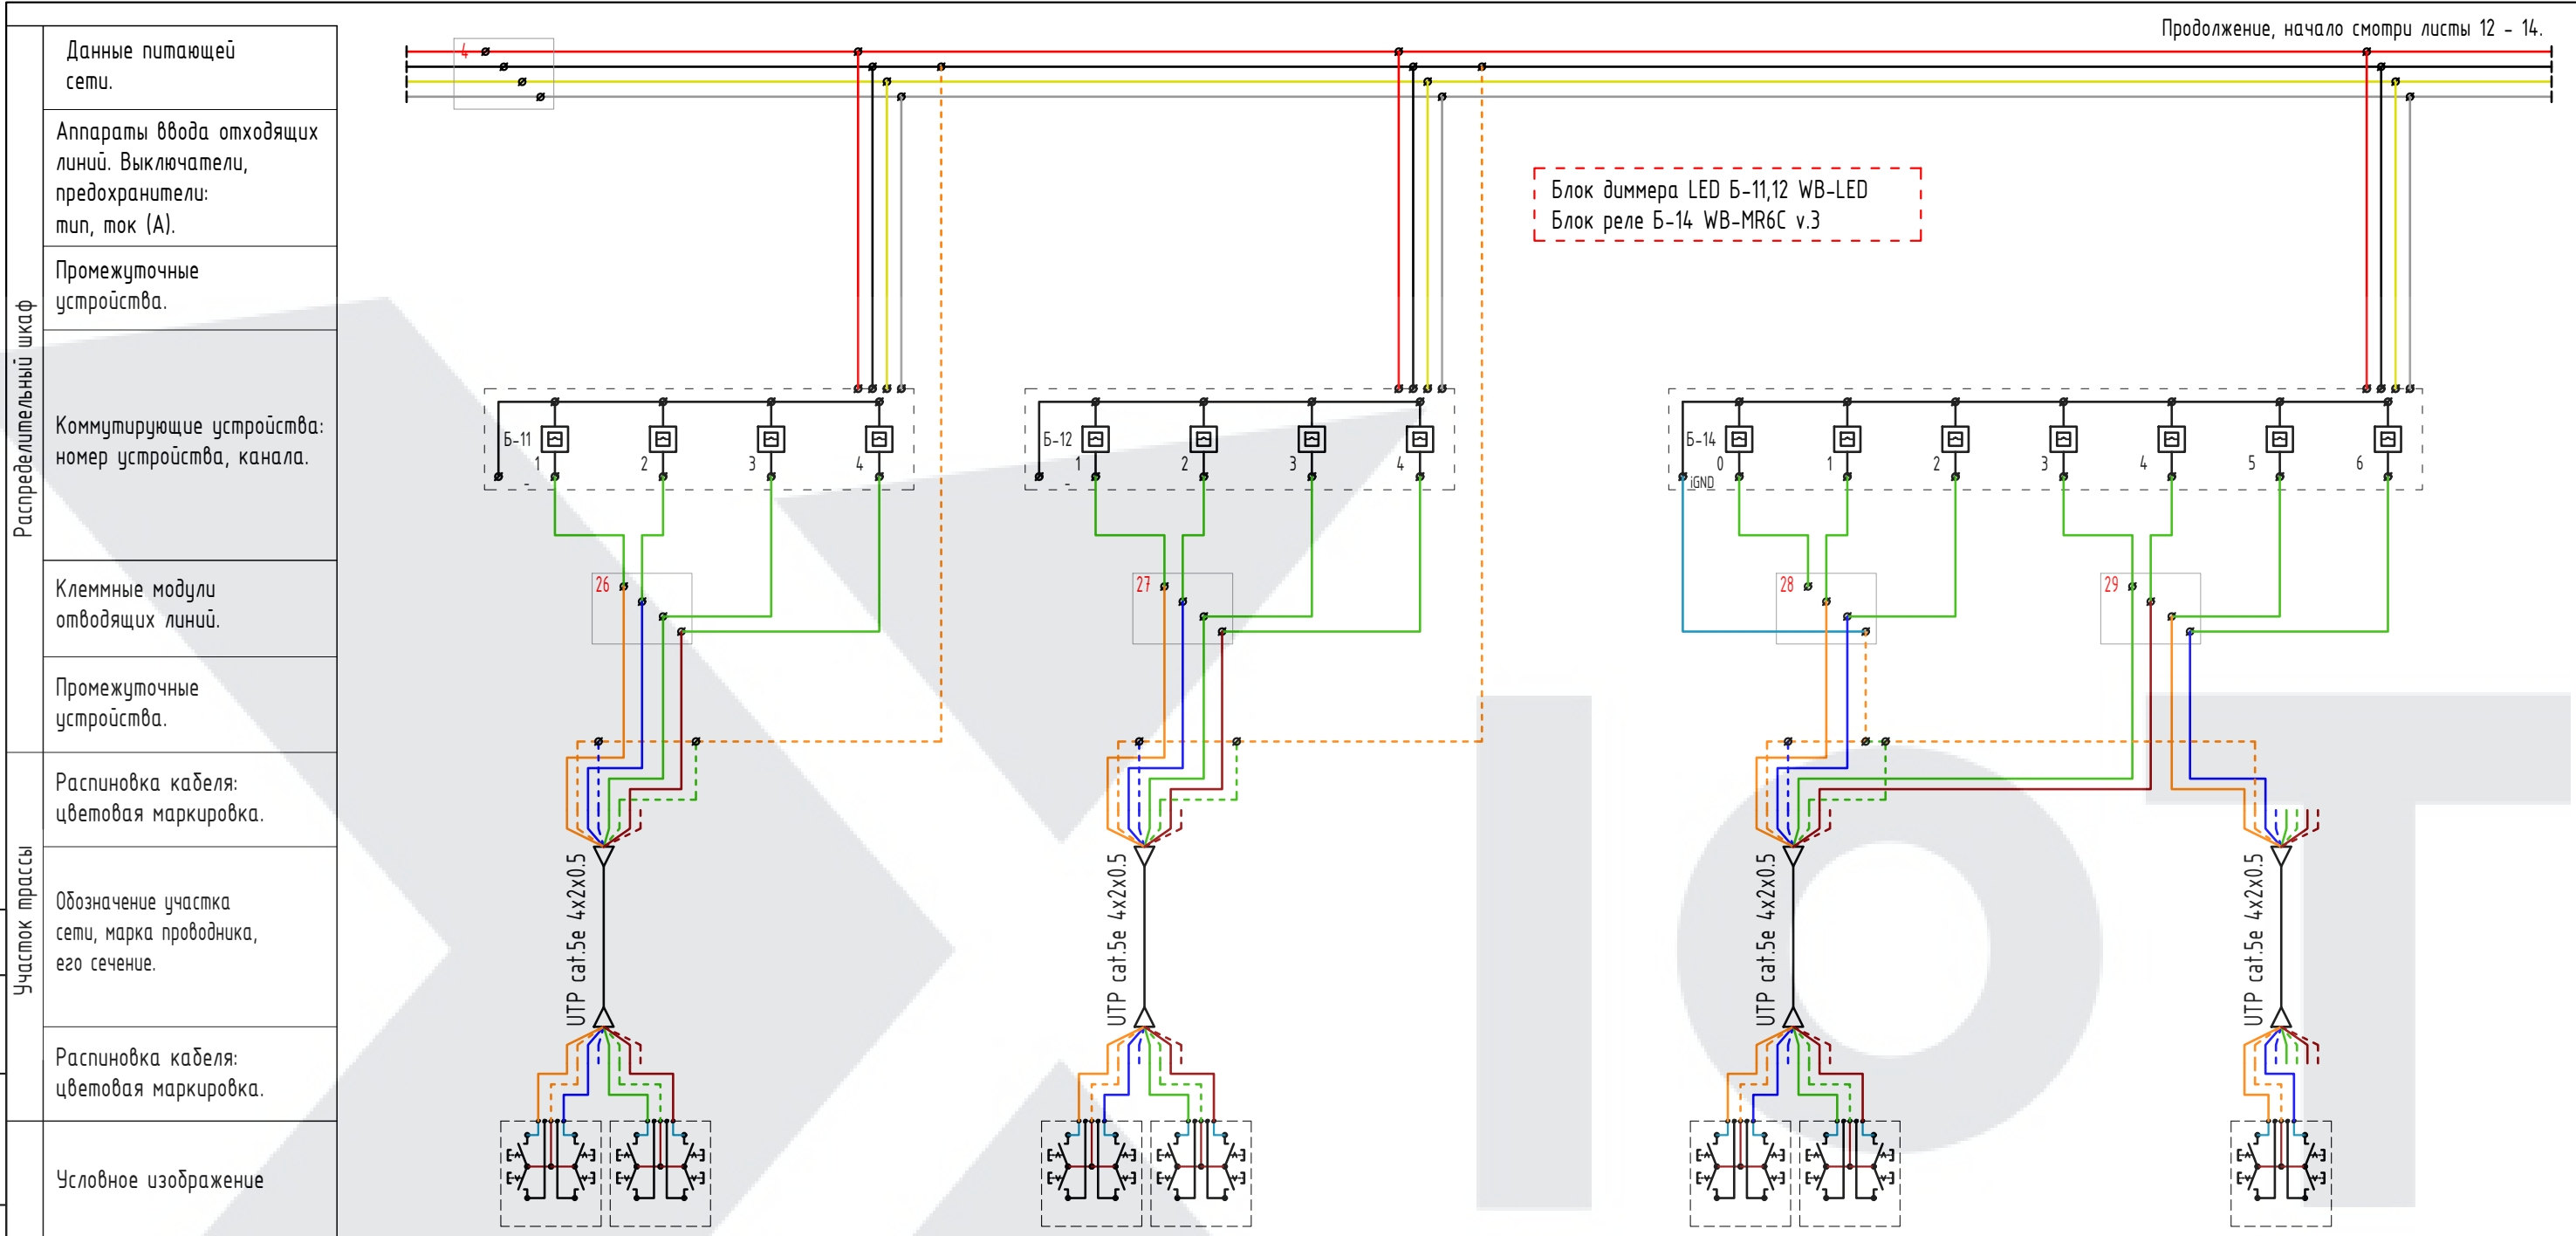 Продолжение, начало смотри листы 12 - 14.
Распределительный шкаф
Данные питающей
сети.
Аппараты ввода отходящих
линий. Выключатели,
предохранители:
тип, ток (А).
Промежуточные
устройства.
Коммутирующие устройства:
номер устройства, канала.
Клеммные модули
отводящих линий.
Промежуточные
устройства.
Участок трассы
Распиновка кабеля:
цветовая маркировка.
Обозначение участка
сети, марка проводника,
его сечение.
Распиновка кабеля:
цветовая маркировка.
Условное изображение
4
Блок диммера LED Б-11,12 WB-LED
Блок реле Б-14 WB-MR6C v.3
Б-11
1
2
3
4
-
Б-12
1
2
3
4
-
Б-14
0
1
2
3
4
5
6
iGND
26
27
28
29
UTP cat.5e 4x2x0.5
UTP cat.5e 4x2x0.5
UTP cat.5e 4x2x0.5
UTP cat.5e 4x2x0.5
IOT